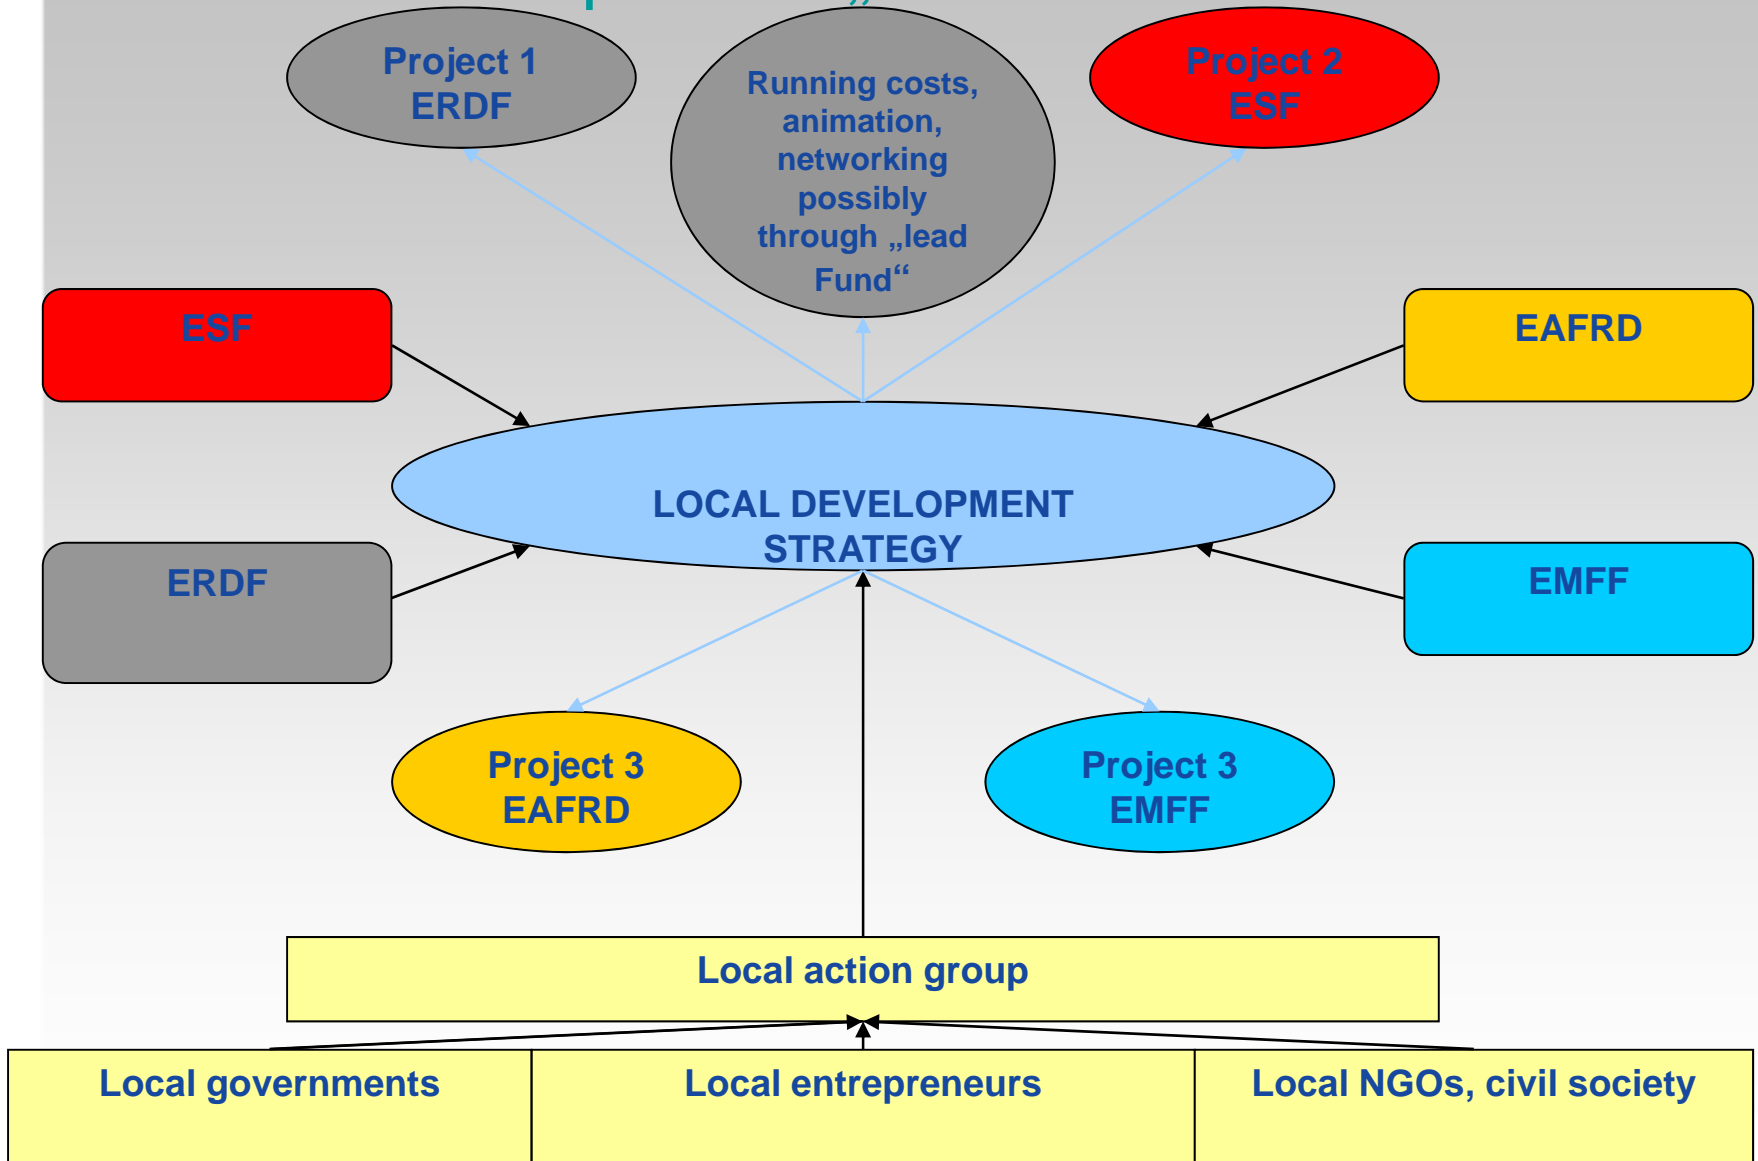 Project 1
ERDF
Running costs,
animation,
networking
possibly
through „lead
Fund“
Project 2
ESF
ESF
EAFRD
LOCAL DEVELOPMENT
STRATEGY
ERDF
EMFF
Project 3
EAFRD
Project 3
EMFF
Local action group
Local governments
Local entrepreneurs
Local NGOs, civil society